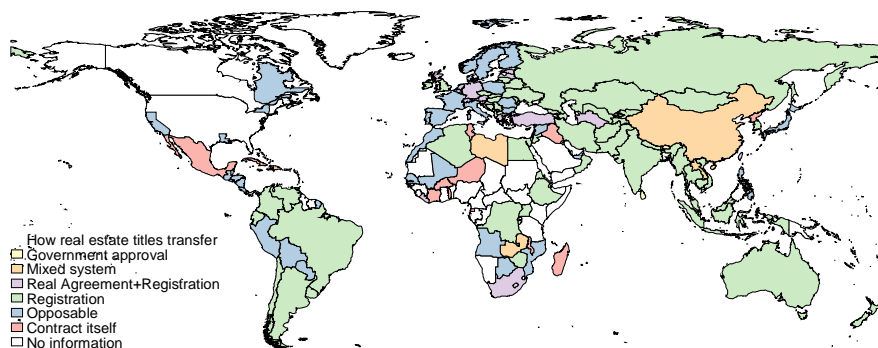 How real estate titles transfer
Government approval
Mixed system
Real Agreement+Registration
Registration
Opposable
Contract itself
No information